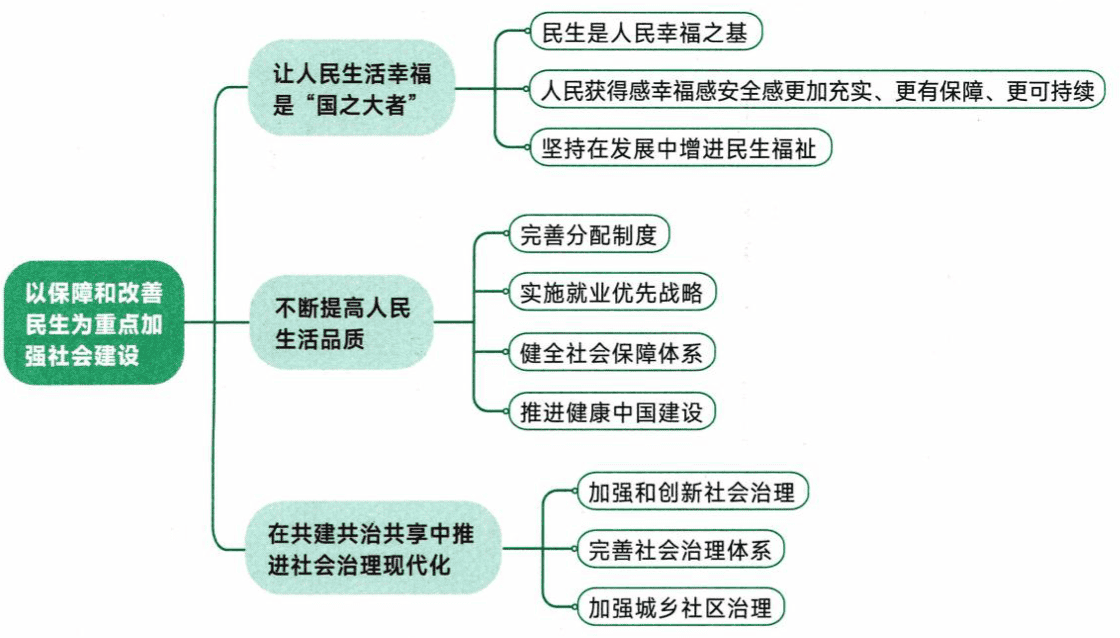 以保障和改善
民生为重点加
强社会建设
让人民生活幸福
是“国之大者”
民生是人民幸福之基
人民获得感幸福感安全感更加充实、更有保障、更可持续
坚持在发展中增进民生福祉
不断提高人民
生活品质
完善分配制度
实施就业优先战略
健全社会保障体系
推进健康中国建设
在共建共治共享中推
进社会治理现代化
加强和创新社会治理
完善社会治理体系
加强城乡社区治理